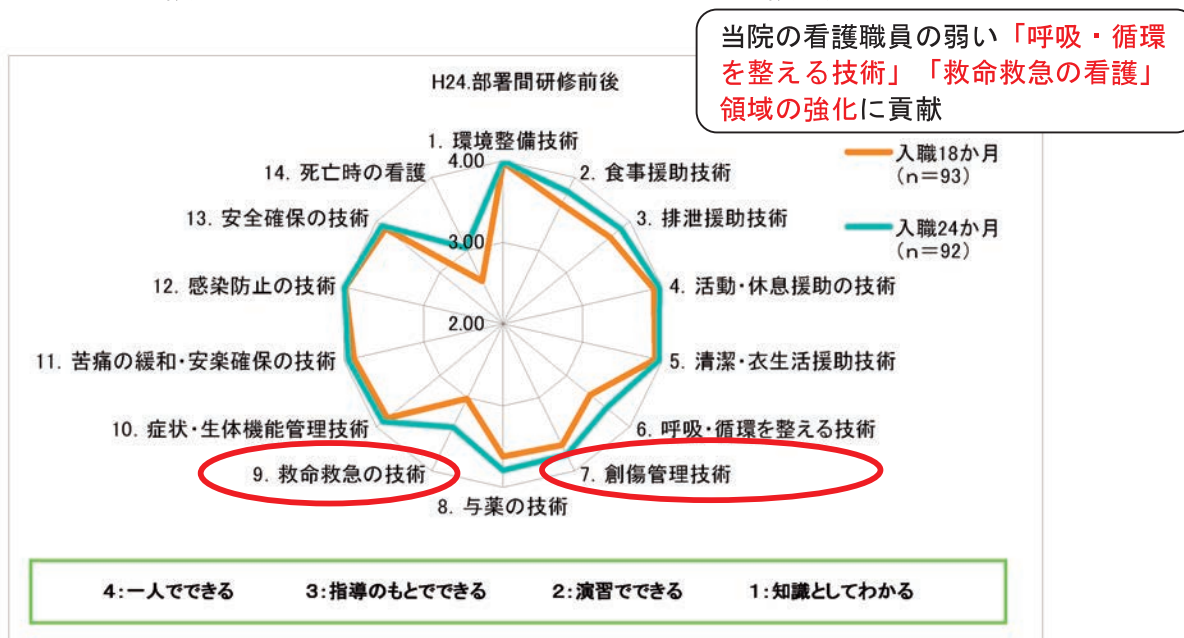 当院の看護職員の弱い「呼吸・循環
を整える技術」「救命救急の看護」
領域の強化に貢献
H24.部署間研修前後
1. 環境整備技術
4.00
14. 死亡時の看護
2. 食事援助技術
入職18か月
(n=93)
13. 安全確保の技術
3. 排泄援助技術
3.00
入職24か月
(n=92)
12. 感染防止の技術
4. 活動・休息援助の技術
2.00
11. 苦痛の緩和・安楽確保の技術
5. 清潔・衣生活援助技術
10. 症状・生体機能管理技術
6. 呼吸・循環を整える技術
9. 救命救急の技術
7. 創傷管理技術
8. 与薬の技術
4:一人でできる 3:指導のもとでできる 2:演習でできる 1:知識としてわかる